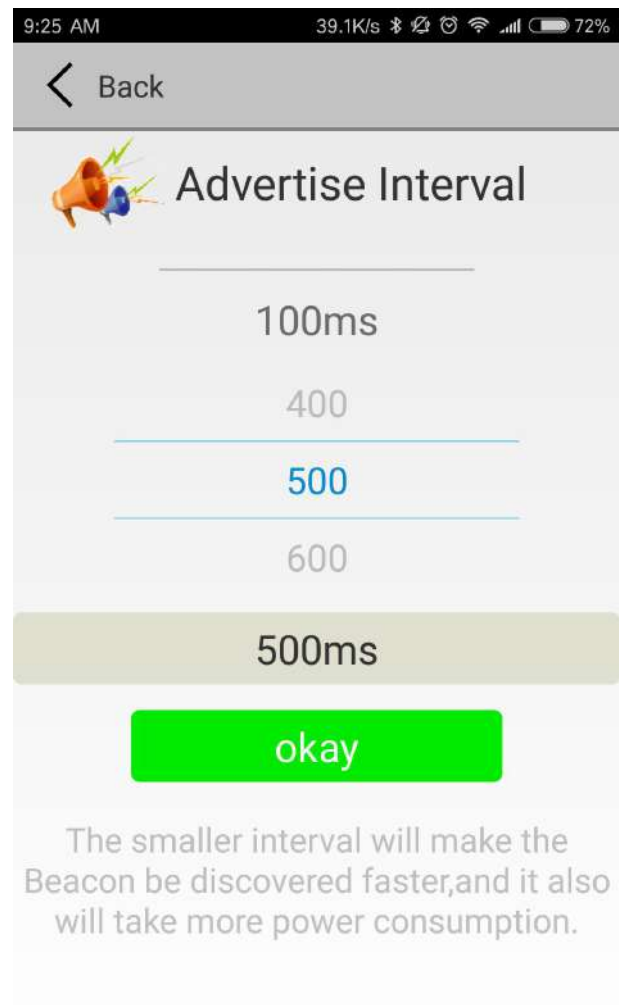 9:25 AM 39.1K/s 72%
Back
Advertise Interval
100ms
400
500
600
500ms
okay
The smaller interval will make the
Beacon be discovered faster,and it also
will take more power consumption.